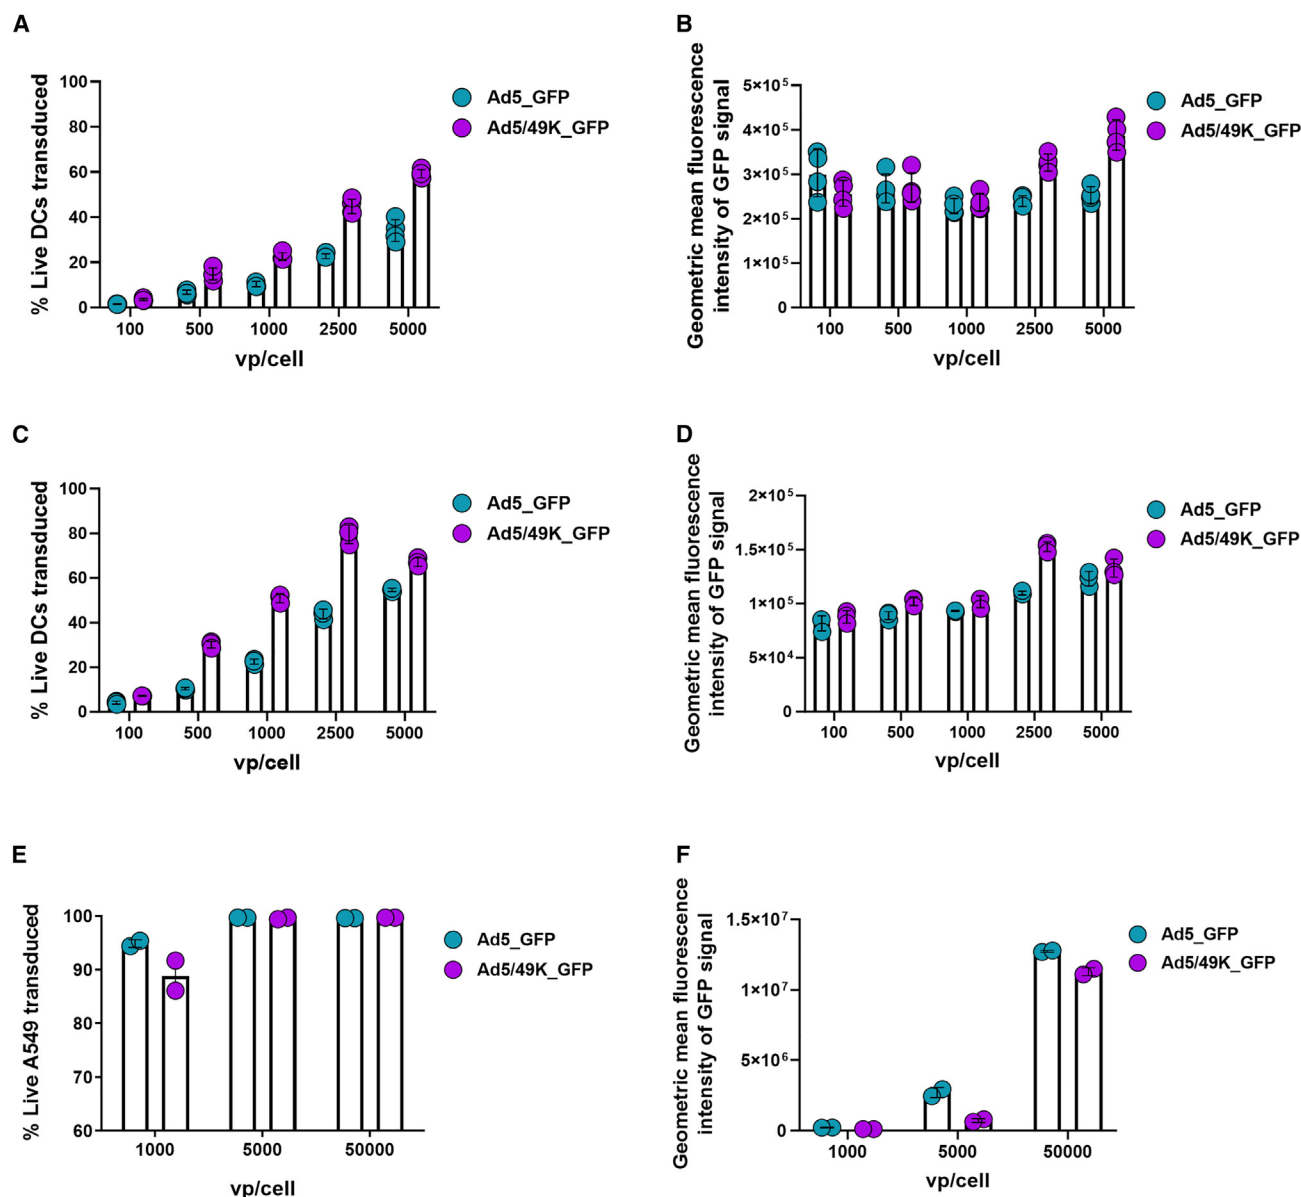 A
% Live DCs transduced
100
80
60
40
20
0
100 500 1000 2500 5000
vp/cell
Ad5_GFP
Ad5/49K_GFP
B
Geometric mean fluorescence
intensity of GFP signal
5×10⁵
4×10⁵
3×10⁵
2×10⁵
1×10⁵
0
100 500 1000 2500 5000
vp/cell
Ad5_GFP
Ad5/49K_GFP
C
% Live DCs transduced
100
80
60
40
20
0
100 500 1000 2500 5000
vp/cell
Ad5_GFP
Ad5/49K_GFP
D
Geometric mean fluorescence
intensity of GFP signal
2×10⁵
1.5×10⁵
1×10⁵
5×10⁴
0
100 500 1000 2500 5000
vp/cell
Ad5_GFP
Ad5/49K_GFP
E
% Live A549 transduced
100
90
80
70
60
1000 5000 50000
vp/cell
Ad5_GFP
Ad5/49K_GFP
F
Geometric mean fluorescence
intensity of GFP signal
1.5×10⁷
1×10⁷
5×10⁶
0
1000 5000 50000
vp/cell
Ad5_GFP
Ad5/49K_GFP